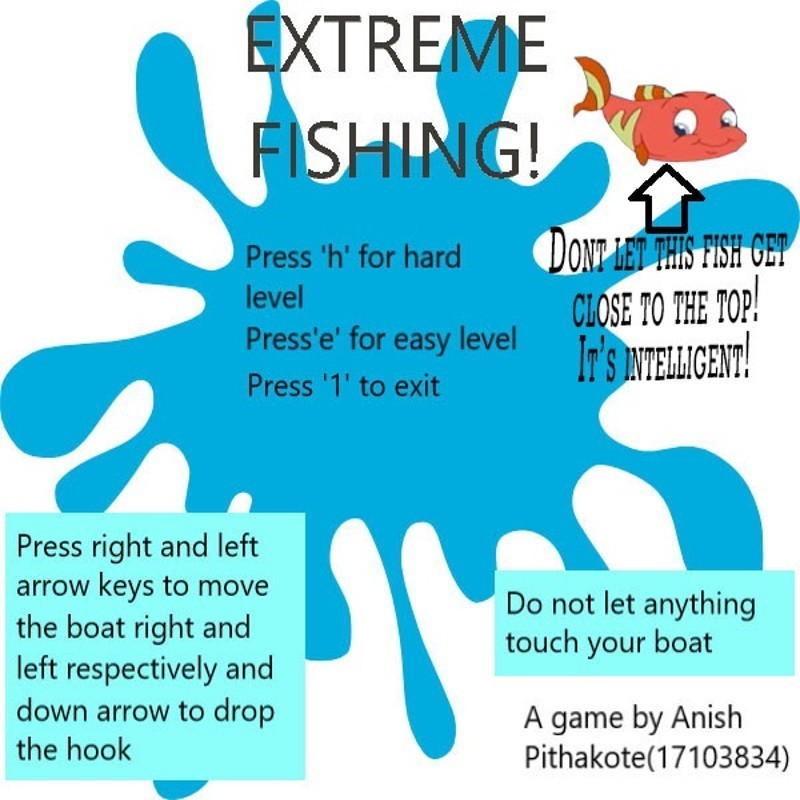 EXTREME
FISHING!
Press 'h' for hard
level
Press'e' for easy level
Press '1' to exit
Dont let this fish get
close to the top!
It's intelligent!
Press right and left
arrow keys to move
the boat right and
left respectively and
down arrow to drop
the hook
Do not let anything
touch your boat
A game by Anish
Pithakote(17103834)